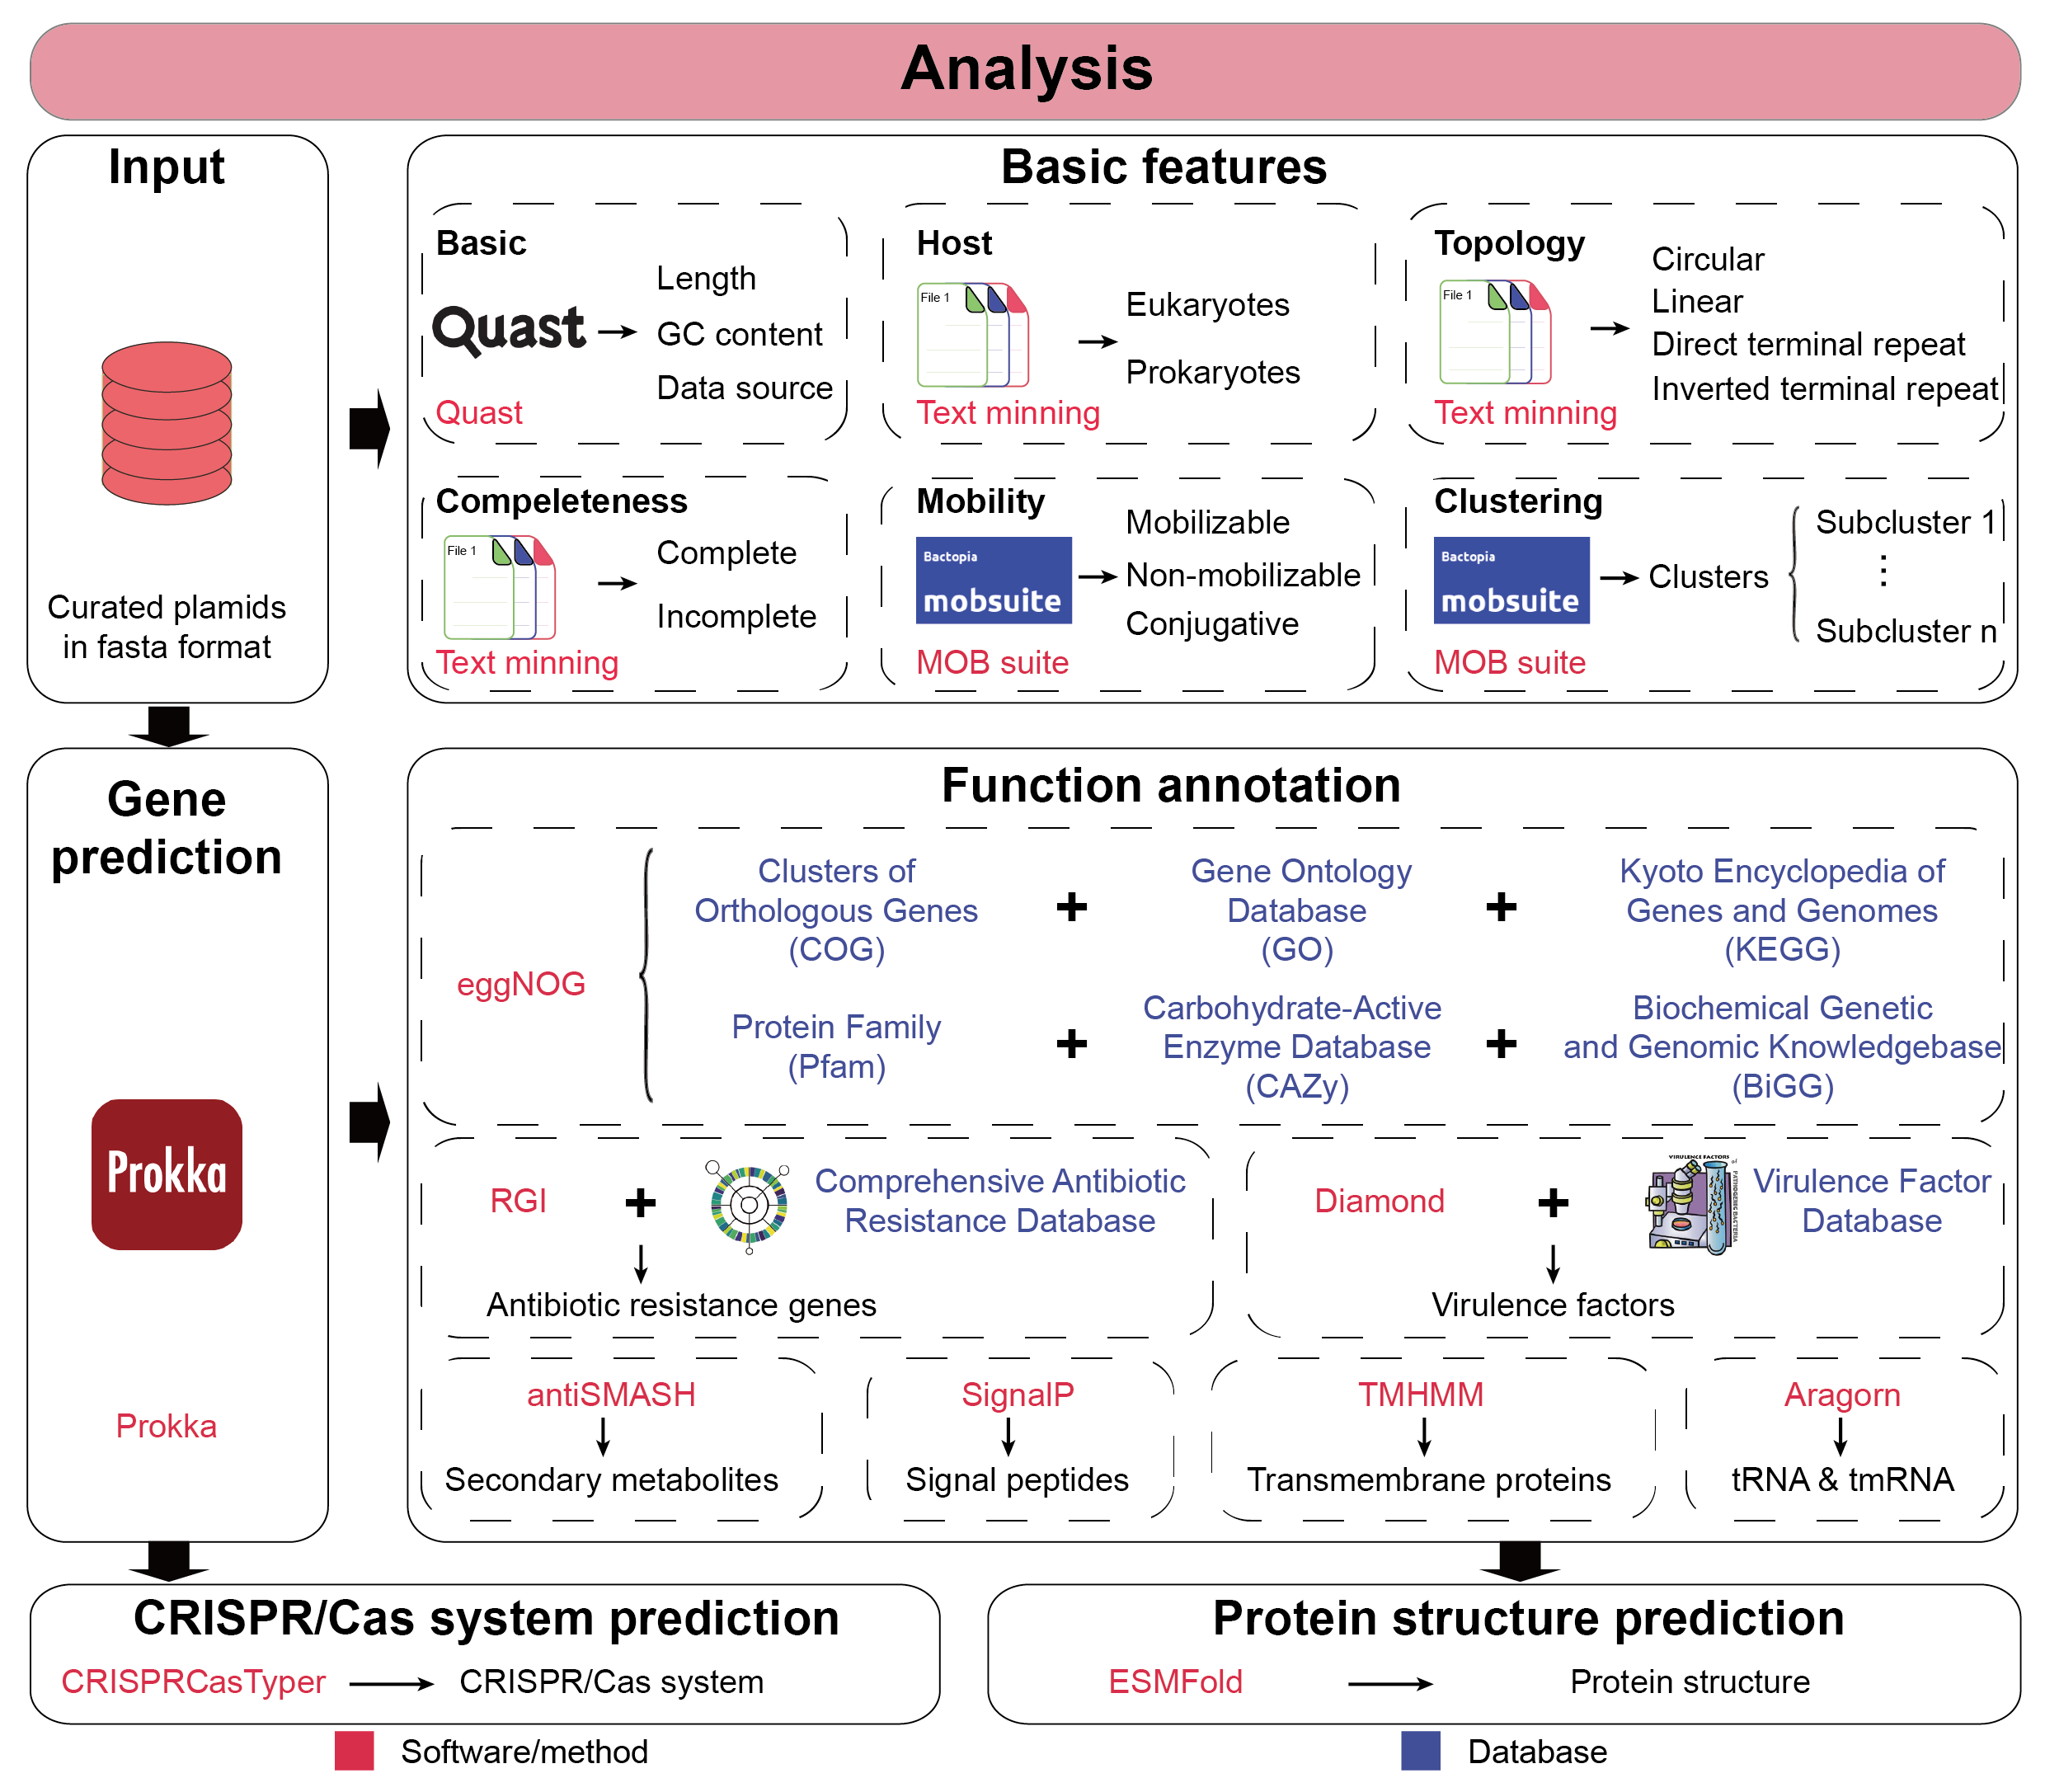 Analysis
Input
Curated plamids
in fasta format
Basic features
Basic
Quast
Length
GC content
Data source
Quast
Host
File 1
Eukaryotes
Prokaryotes
Text minning
Topology
File 1
Circular
Linear
Direct terminal repeat
Inverted terminal repeat
Text minning
Compeleteness
File 1
Complete
Incomplete
Text minning
Mobility
Bactopia
mobsuite
Mobilizable
Non-mobilizable
Conjugative
MOB suite
Clustering
Bactopia
mobsuite
Clusters
Subcluster 1
⋮
Subcluster n
MOB suite
Gene
prediction
Prokka
Prokka
Function annotation
eggNOG
Clusters of
Orthologous Genes
(COG)
+
Gene Ontology
Database
(GO)
+
Kyoto Encyclopedia of
Genes and Genomes
(KEGG)
Protein Family
(Pfam)
+
Carbohydrate-Active
Enzyme Database
(CAZy)
+
Biochemical Genetic
and Genomic Knowledgebase
(BiGG)
RGI
+
Comprehensive Antibiotic
Resistance Database
Antibiotic resistance genes
Diamond
+
VIRULENCE FACTORS
of
PATHOGENIC BACTERIA
Virulence Factor
Database
Virulence factors
antiSMASH
Secondary metabolites
SignalP
Signal peptides
TMHMM
Transmembrane proteins
Aragorn
tRNA & tmRNA
CRISPR/Cas system prediction
CRISPRCasTyper
CRISPR/Cas system
Protein structure prediction
ESMFold
Protein structure
Software/method
Database